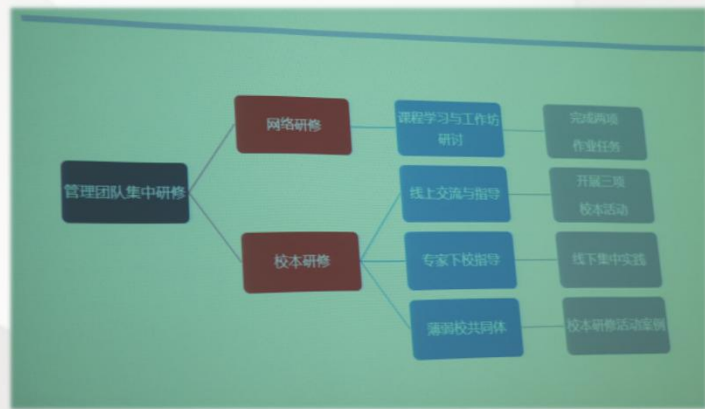 管理团队集中研修
网络研修
校本研修
课程学习与工作坊
研讨
线上交流与指导
专家下校指导
薄弱校共同体
完成两项
作业任务
开展三项
校本活动
线下集中实践
校本研修活动案例